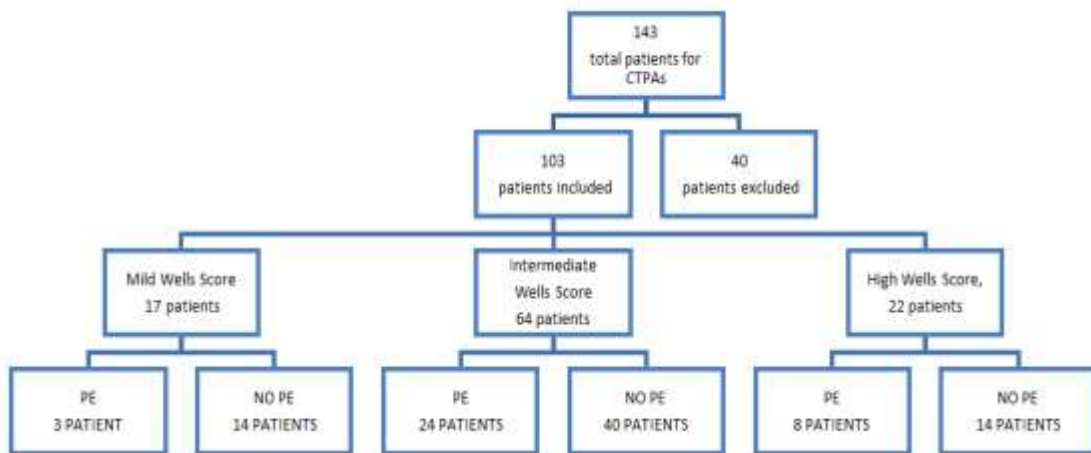 143
total patients for
CTPAs
103
patients included
40
patients excluded
Mild Wells Score
17 patients
Intermediate
Wells Score
64 patients
High Wells Score,
22 patients
PE
3 PATIENT
NO PE
14 PATIENTS
PE
24 PATIENTS
NO PE
40 PATIENTS
PE
8 PATIENTS
NO PE
14 PATIENTS